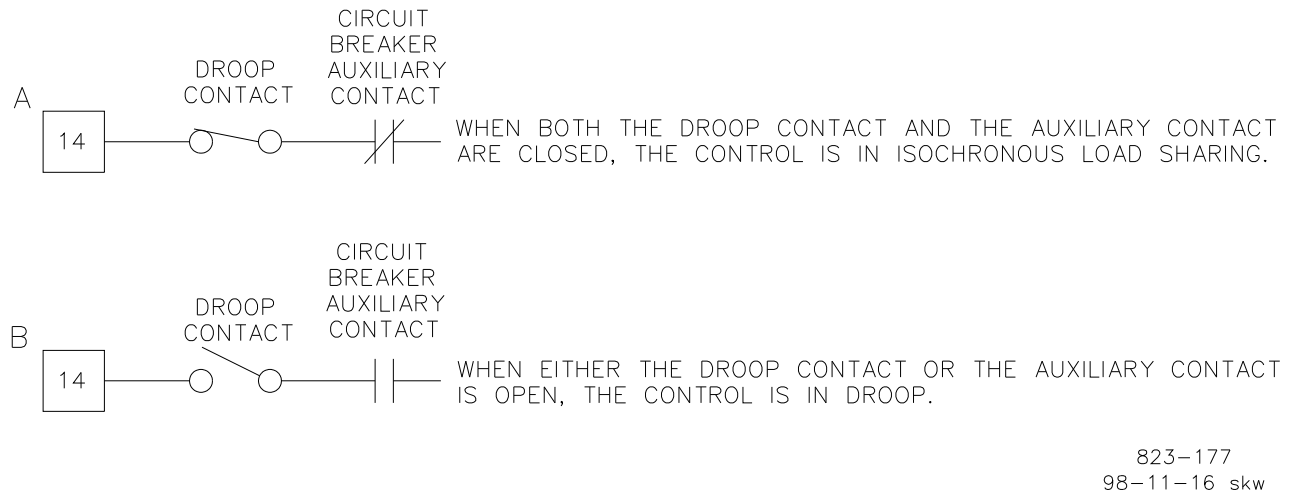 CIRCUIT
BREAKER
AUXILIARY
CONTACT
DROOP
CONTACT
A
14
WHEN BOTH THE DROOP CONTACT AND THE AUXILIARY CONTACT
ARE CLOSED, THE CONTROL IS IN ISOCHRONOUS LOAD SHARING.
CIRCUIT
BREAKER
AUXILIARY
CONTACT
DROOP
CONTACT
B
14
WHEN EITHER THE DROOP CONTACT OR THE AUXILIARY CONTACT
IS OPEN, THE CONTROL IS IN DROOP.
823-177
98-11-16 skw